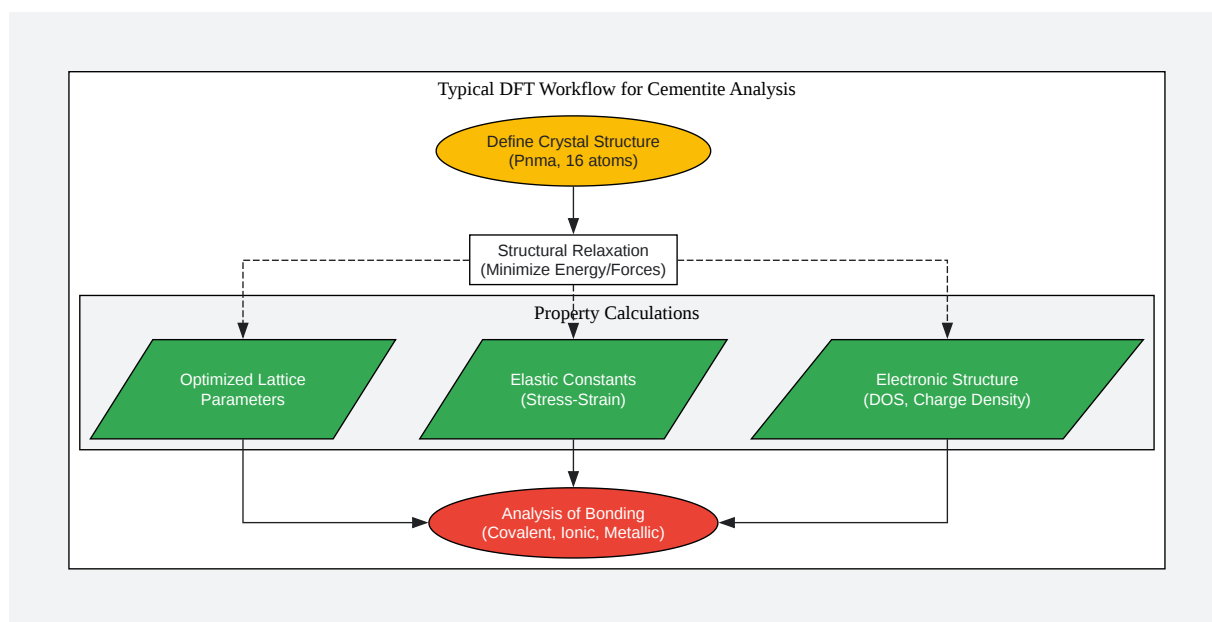 Typical DFT Workflow for Cementite Analysis
Define Crystal Structure
(Pnma, 16 atoms)
Structural Relaxation
(Minimize Energy/Forces)
Property Calculations
Optimized Lattice
Parameters
Elastic Constants
(Stress-Strain)
Electronic Structure
(DOS, Charge Density)
Analysis of Bonding
(Covalent, Ionic, Metallic)